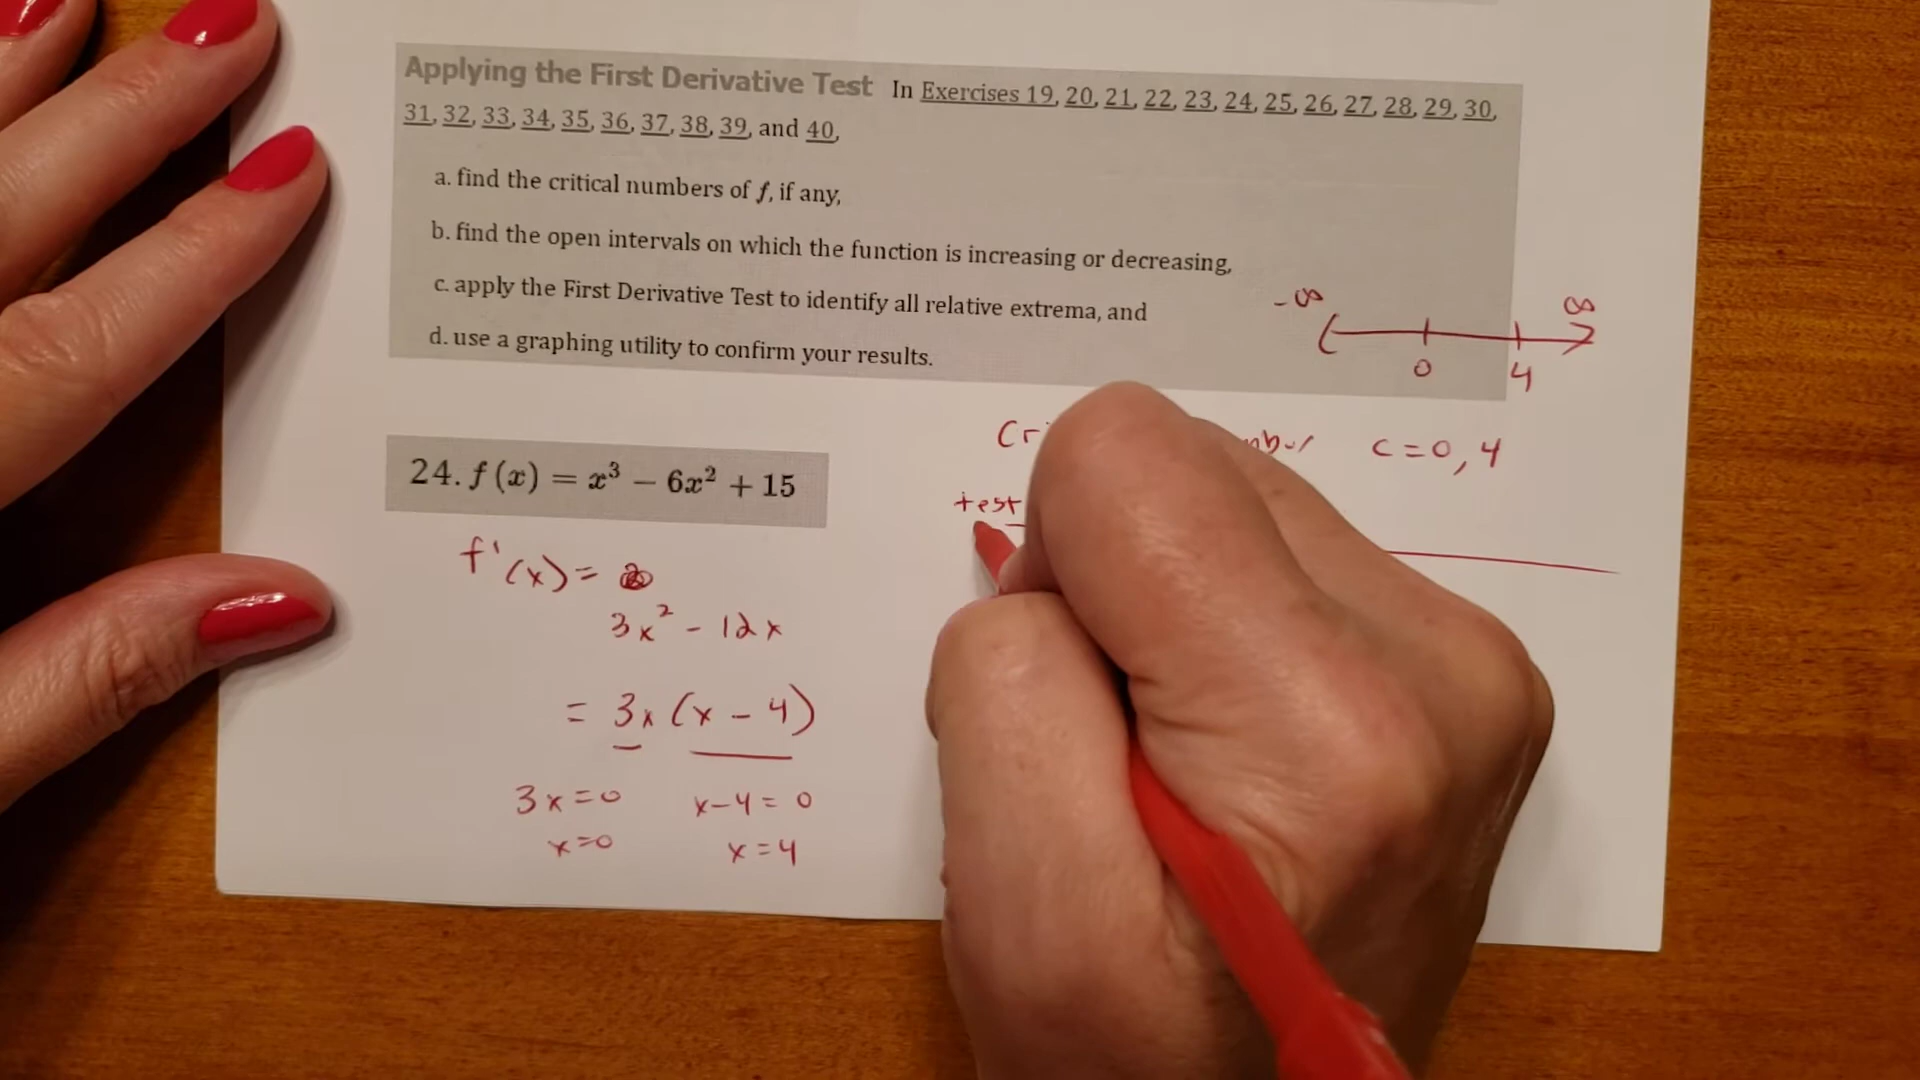 Applying the First Derivative Test In Exercises 19, 20, 21, 22, 23, 24, 25, 26, 27, 28, 29, 30,
31, 32, 33, 34, 35, 36, 37, 38, 39, and 40,
a. find the critical numbers of f, if any,
b. find the open intervals on which the function is increasing or decreasing,
c. apply the First Derivative Test to identify all relative extrema, and
d. use a graphing utility to confirm your results.
-∞ ∞
0 4
24. f (x) = x³ − 6x² + 15
c = 0, 4
test
f'(x) =
3x² - 12x
= 3x (x - 4)
3x = 0 x - 4 = 0
x = 0 x = 4